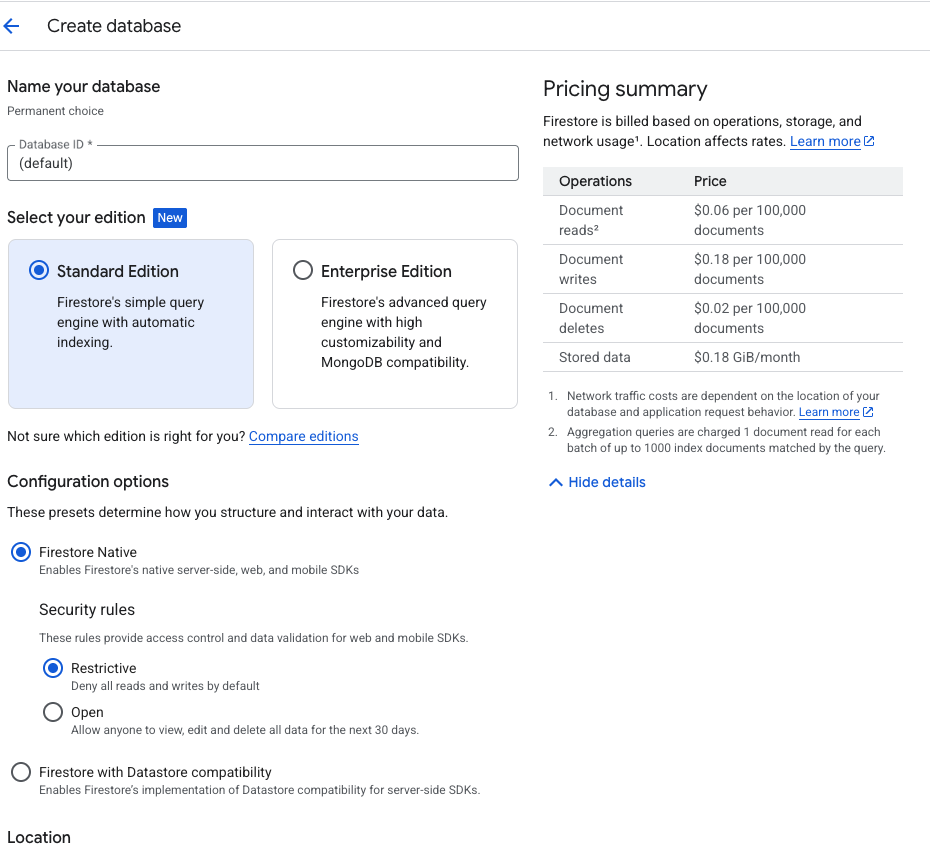 Create database
Name your database
Permanent choice
Database ID *
(default)
Select your edition New
Standard Edition
Firestore's simple query
engine with automatic
indexing.
Enterprise Edition
Firestore's advanced query
engine with high
customizability and
MongoDB compatibility.
Not sure which edition is right for you? Compare editions
Configuration options
These presets determine how you structure and interact with your data.
Firestore Native
Enables Firestore's native server-side, web, and mobile SDKs
Security rules
These rules provide access control and data validation for web and mobile SDKs.
Restrictive
Deny all reads and writes by default
Open
Allow anyone to view, edit and delete all data for the next 30 days.
Firestore with Datastore compatibility
Enables Firestore's implementation of Datastore compatibility for server-side SDKs.
Location
Pricing summary
Firestore is billed based on operations, storage, and
network usage¹. Location affects rates. Learn more
Operations Price
Document
reads²
$0.06 per 100,000
documents
Document
writes
$0.18 per 100,000
documents
Document
deletes
$0.02 per 100,000
documents
Stored data $0.18 GiB/month
1. Network traffic costs are dependent on the location of your
database and application request behavior. Learn more
2. Aggregation queries are charged 1 document read for each
batch of up to 1000 index documents matched by the query.
Hide details